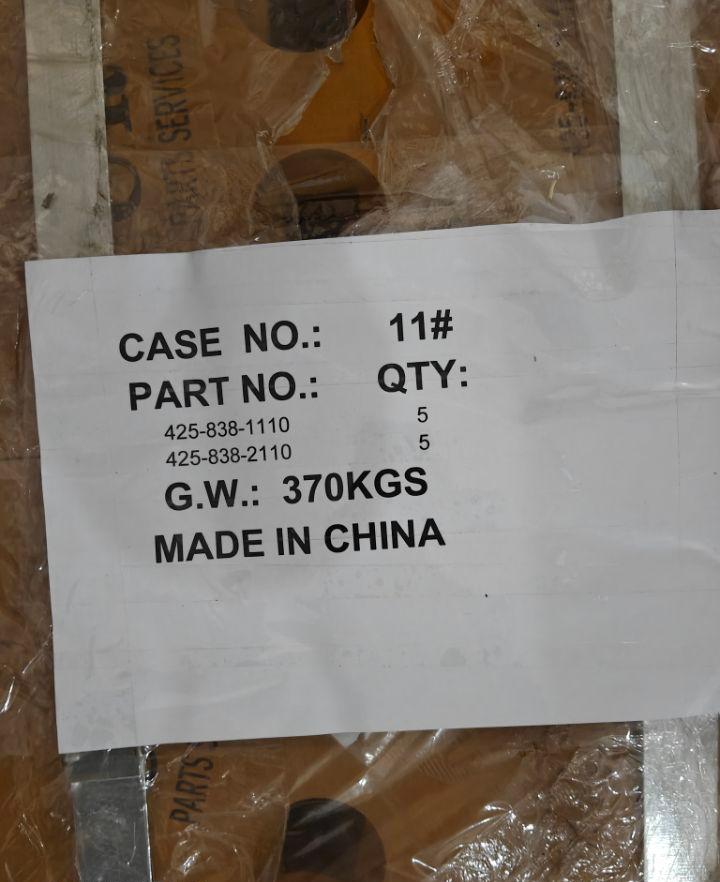 PARTS SERVICES
CASE NO.: 11#
PART NO.: QTY:
425-838-1110 5
425-838-2110 5
G.W.: 370KGS
MADE IN CHINA
PARTS